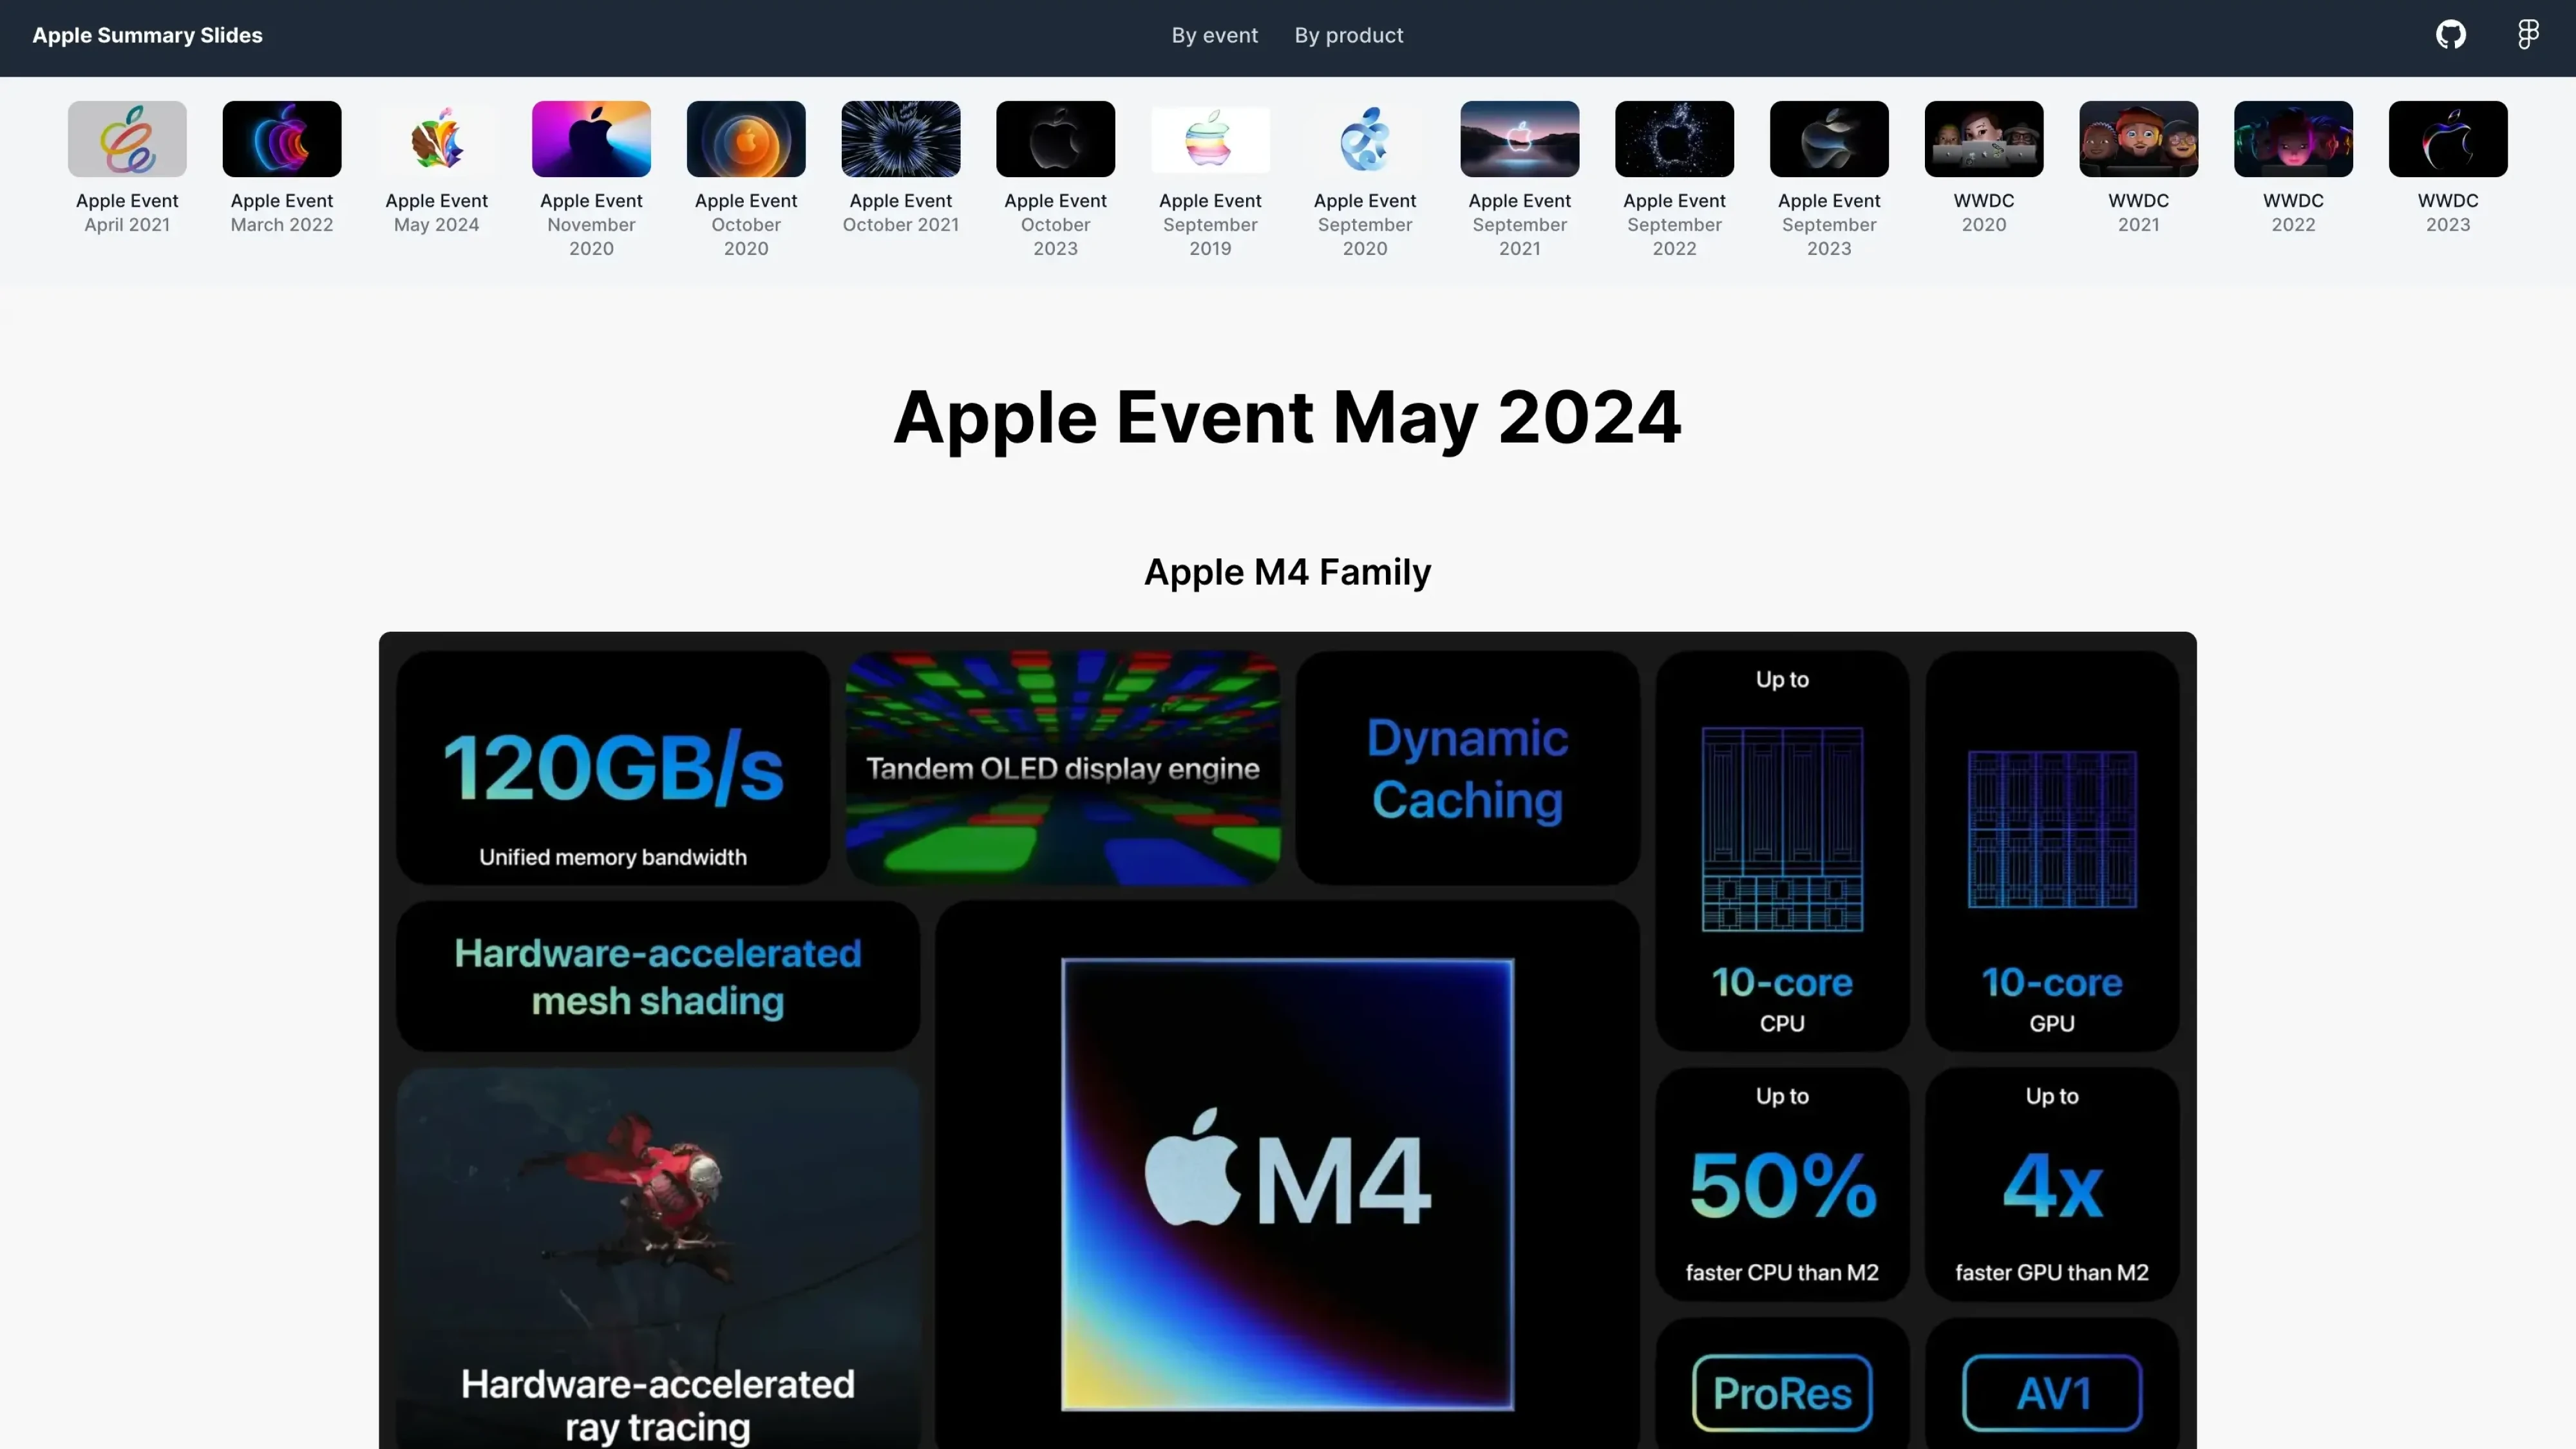 Apple Summary Slides
By event
By product
Apple Event
April 2021
Apple Event
March 2022
Apple Event
May 2024
Apple Event
November
2020
Apple Event
October
2020
Apple Event
October 2021
Apple Event
October
2023
Apple Event
September
2019
Apple Event
September
2020
Apple Event
September
2021
Apple Event
September
2022
Apple Event
September
2023
WWDC
2020
WWDC
2021
WWDC
2022
WWDC
2023
Apple Event May 2024
Apple M4 Family
120GB/s
Unified memory bandwidth
Tandem OLED display engine
Dynamic
Caching
Up to
10-core
CPU
10-core
GPU
Hardware-accelerated
mesh shading
M4
Up to
50%
faster CPU than M2
Up to
4x
faster GPU than M2
Hardware-accelerated
ray tracing
ProRes
AV1